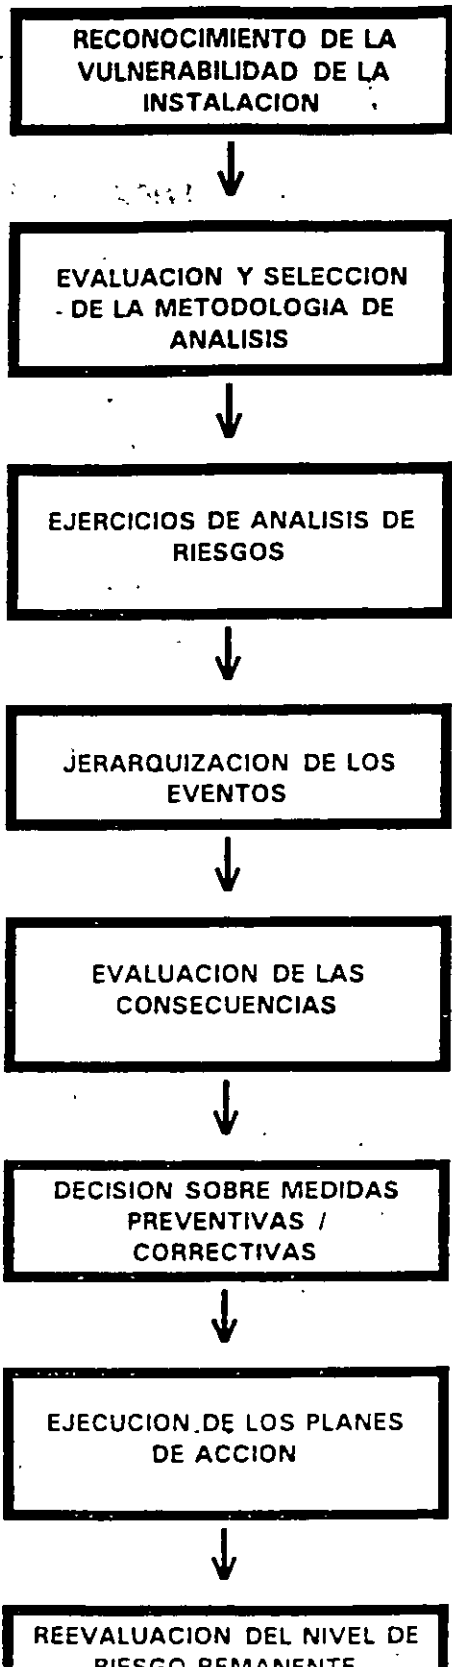 RECONOCIMIENTO DE LA
VULNERABILIDAD DE LA
INSTALACION
EVALUACION Y SELECCION
DE LA METODOLOGIA DE
ANALISIS
EJERCICIOS DE ANALISIS DE
RIESGOS
JERARQUIZACION DE LOS
EVENTOS
EVALUACION DE LAS
CONSECUENCIAS
DECISION SOBRE MEDIDAS
PREVENTIVAS /
CORRECTIVAS
EJECUCION DE LOS PLANES
DE ACCION
REEVALUACION DEL NIVEL DE
RIESGO REMANENTE